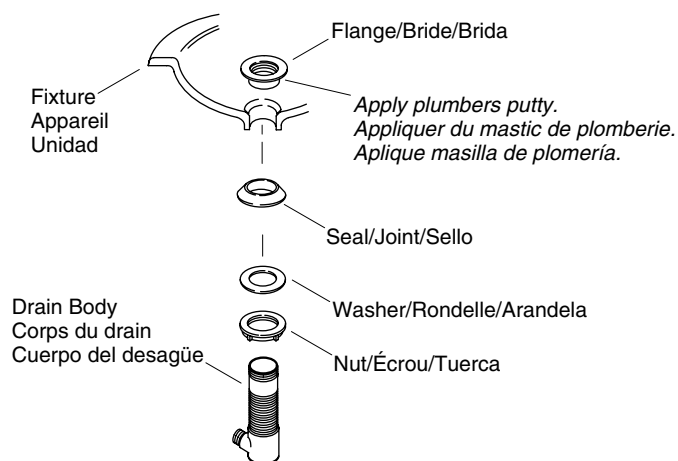 Flange/Bride/Brida
Fixture
Appareil
Unidad
Apply plumbers putty.
Appliquer du mastic de plomberie.
Aplique masilla de plomería.
Seal/Joint/Sello
Washer/Rondelle/Arandela
Drain Body
Corps du drain
Cuerpo del desagüe
Nut/Écrou/Tuerca